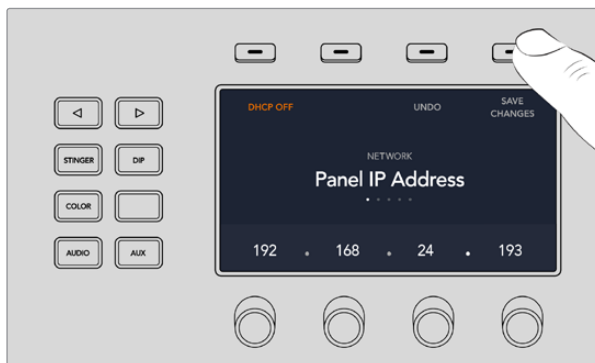 DHCP OFF
UNDO
SAVE
CHANGES
NETWORK
Panel IP Address
192 . 168 . 24 . 193
STINGER
DIP
COLOR
AUDIO
AUX